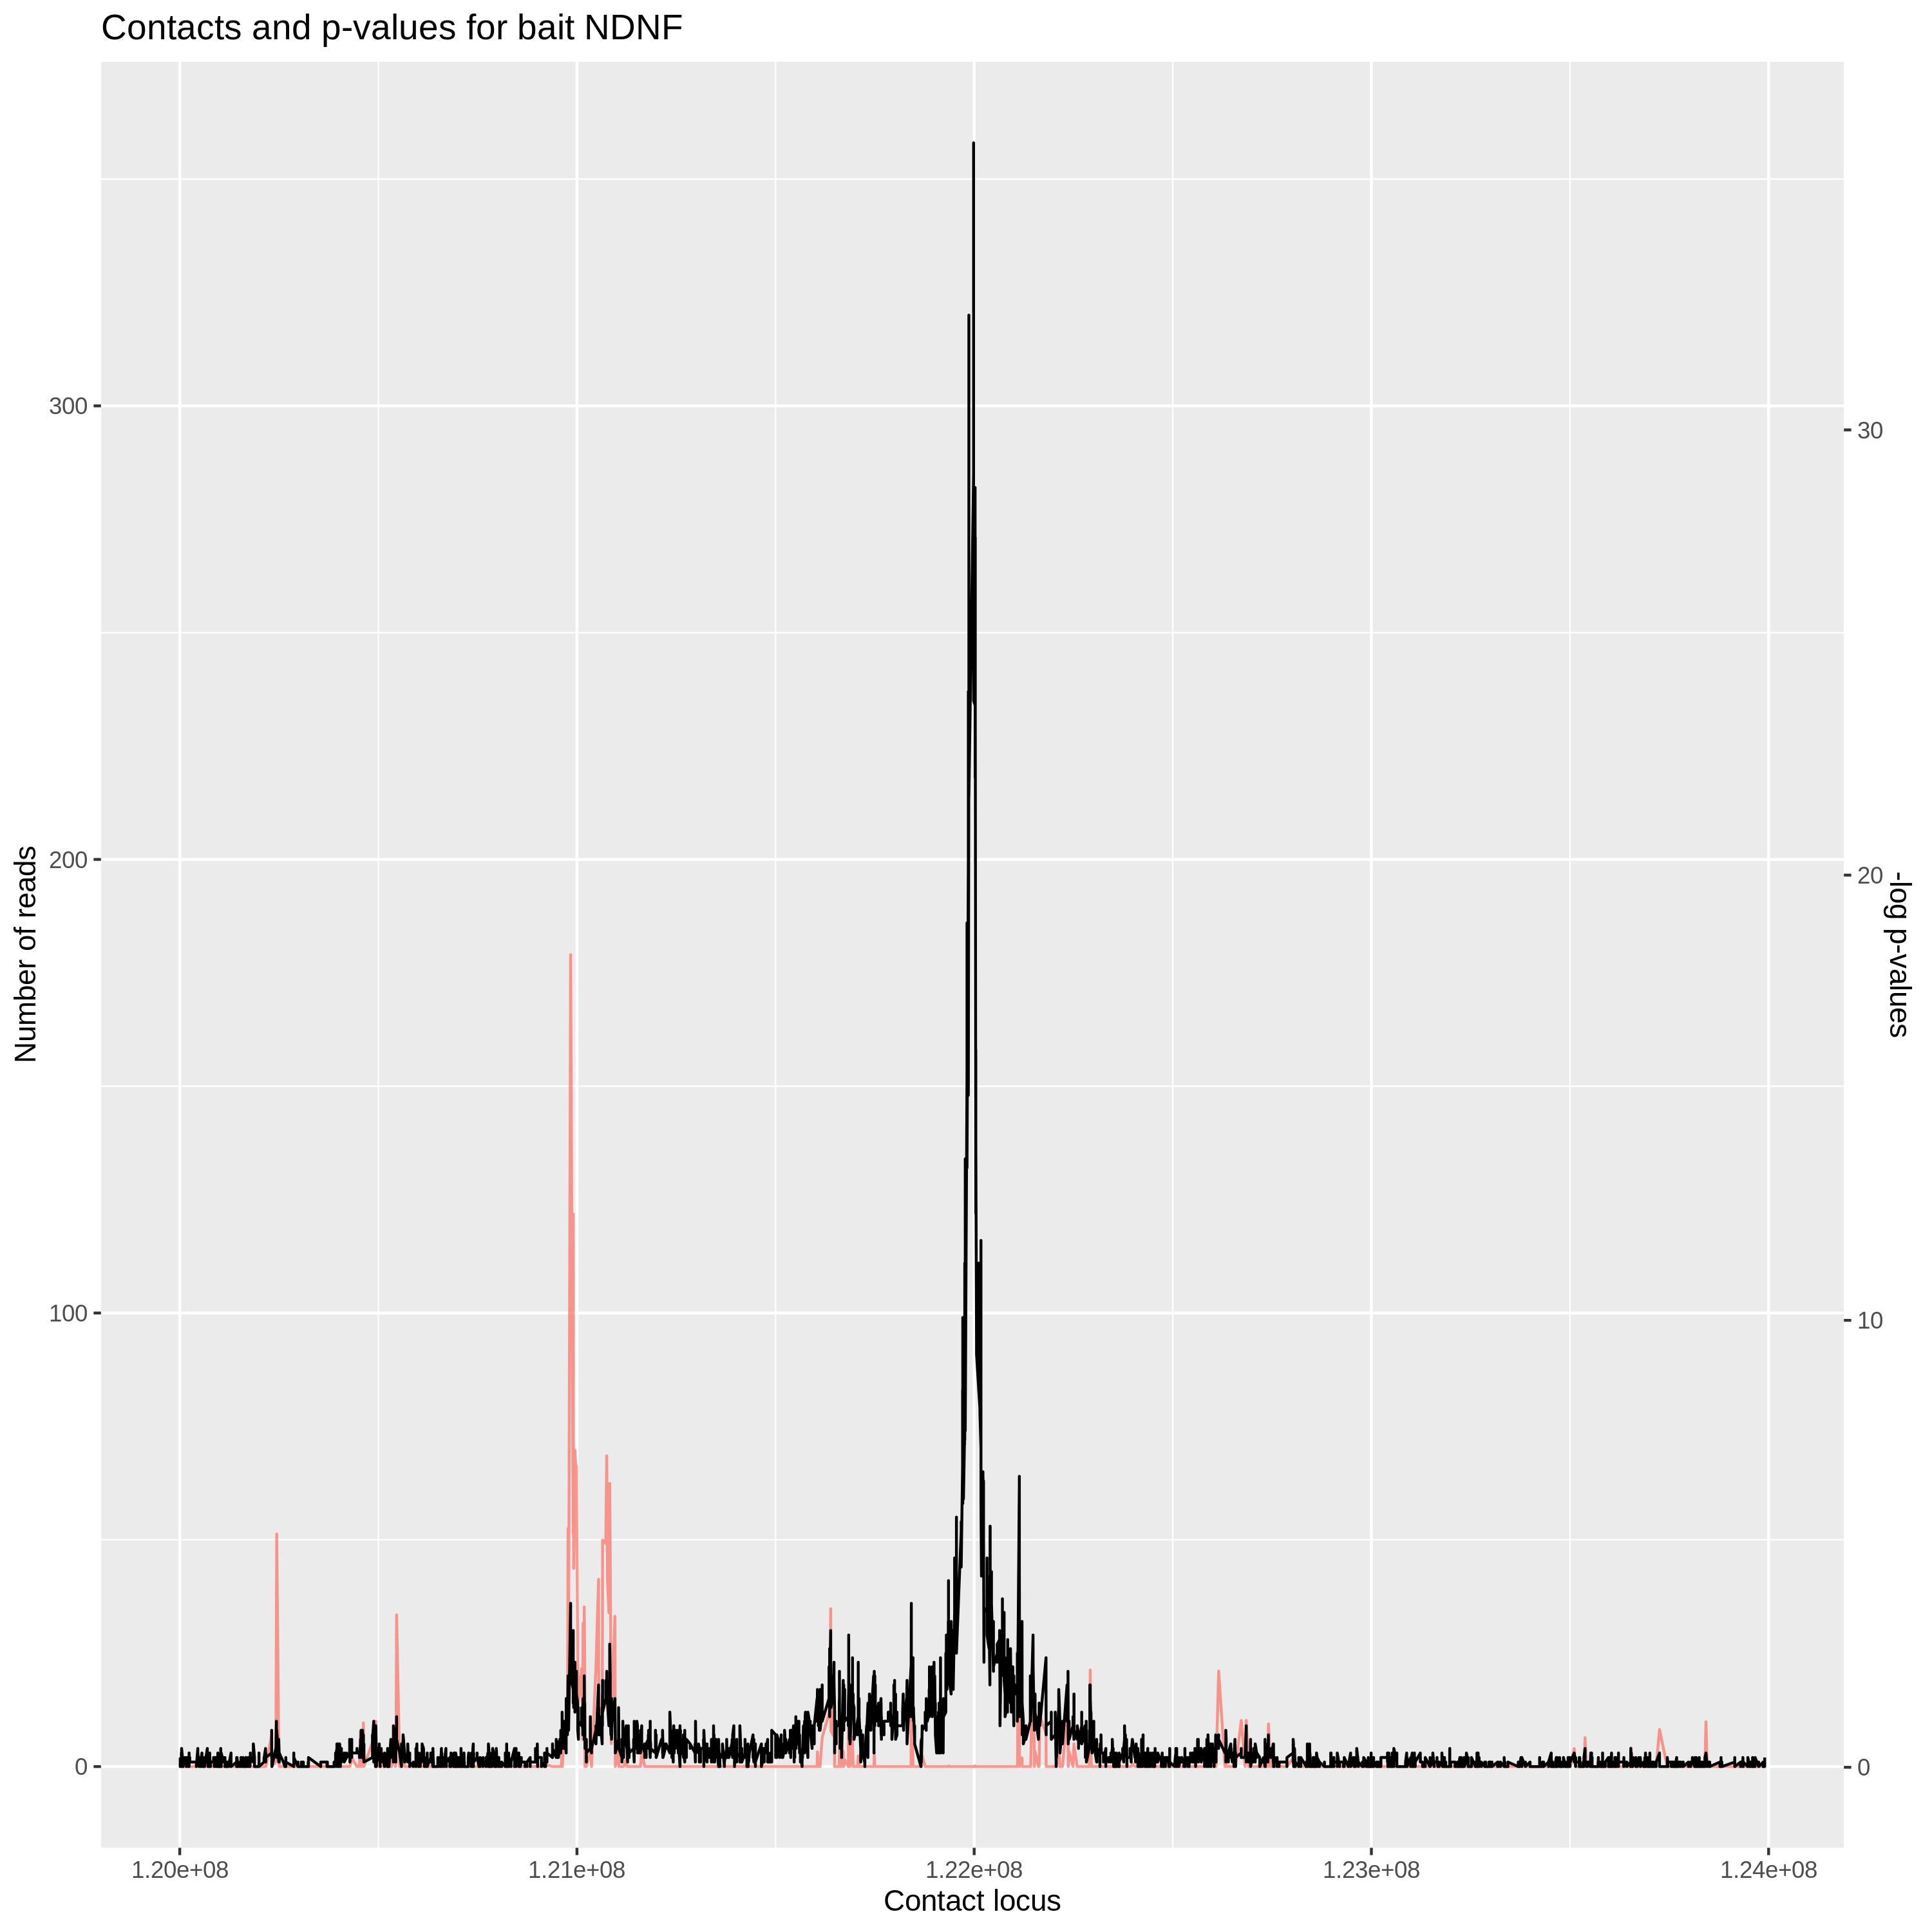 Contacts and p-values for bait NDNF
300
200
100
0
Number of reads
30
20
10
0
-log p-values
1.20e+08
1.21e+08
1.22e+08
1.23e+08
1.24e+08
Contact locus